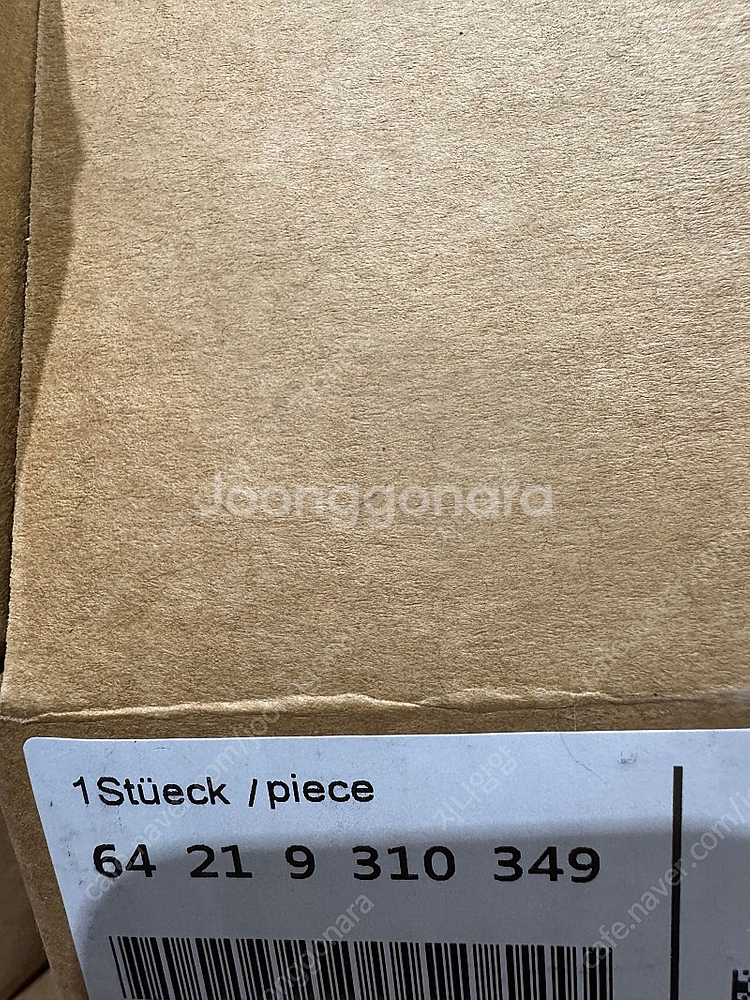 Joonggonara
1Stüeck / piece
64 21 9 310 349